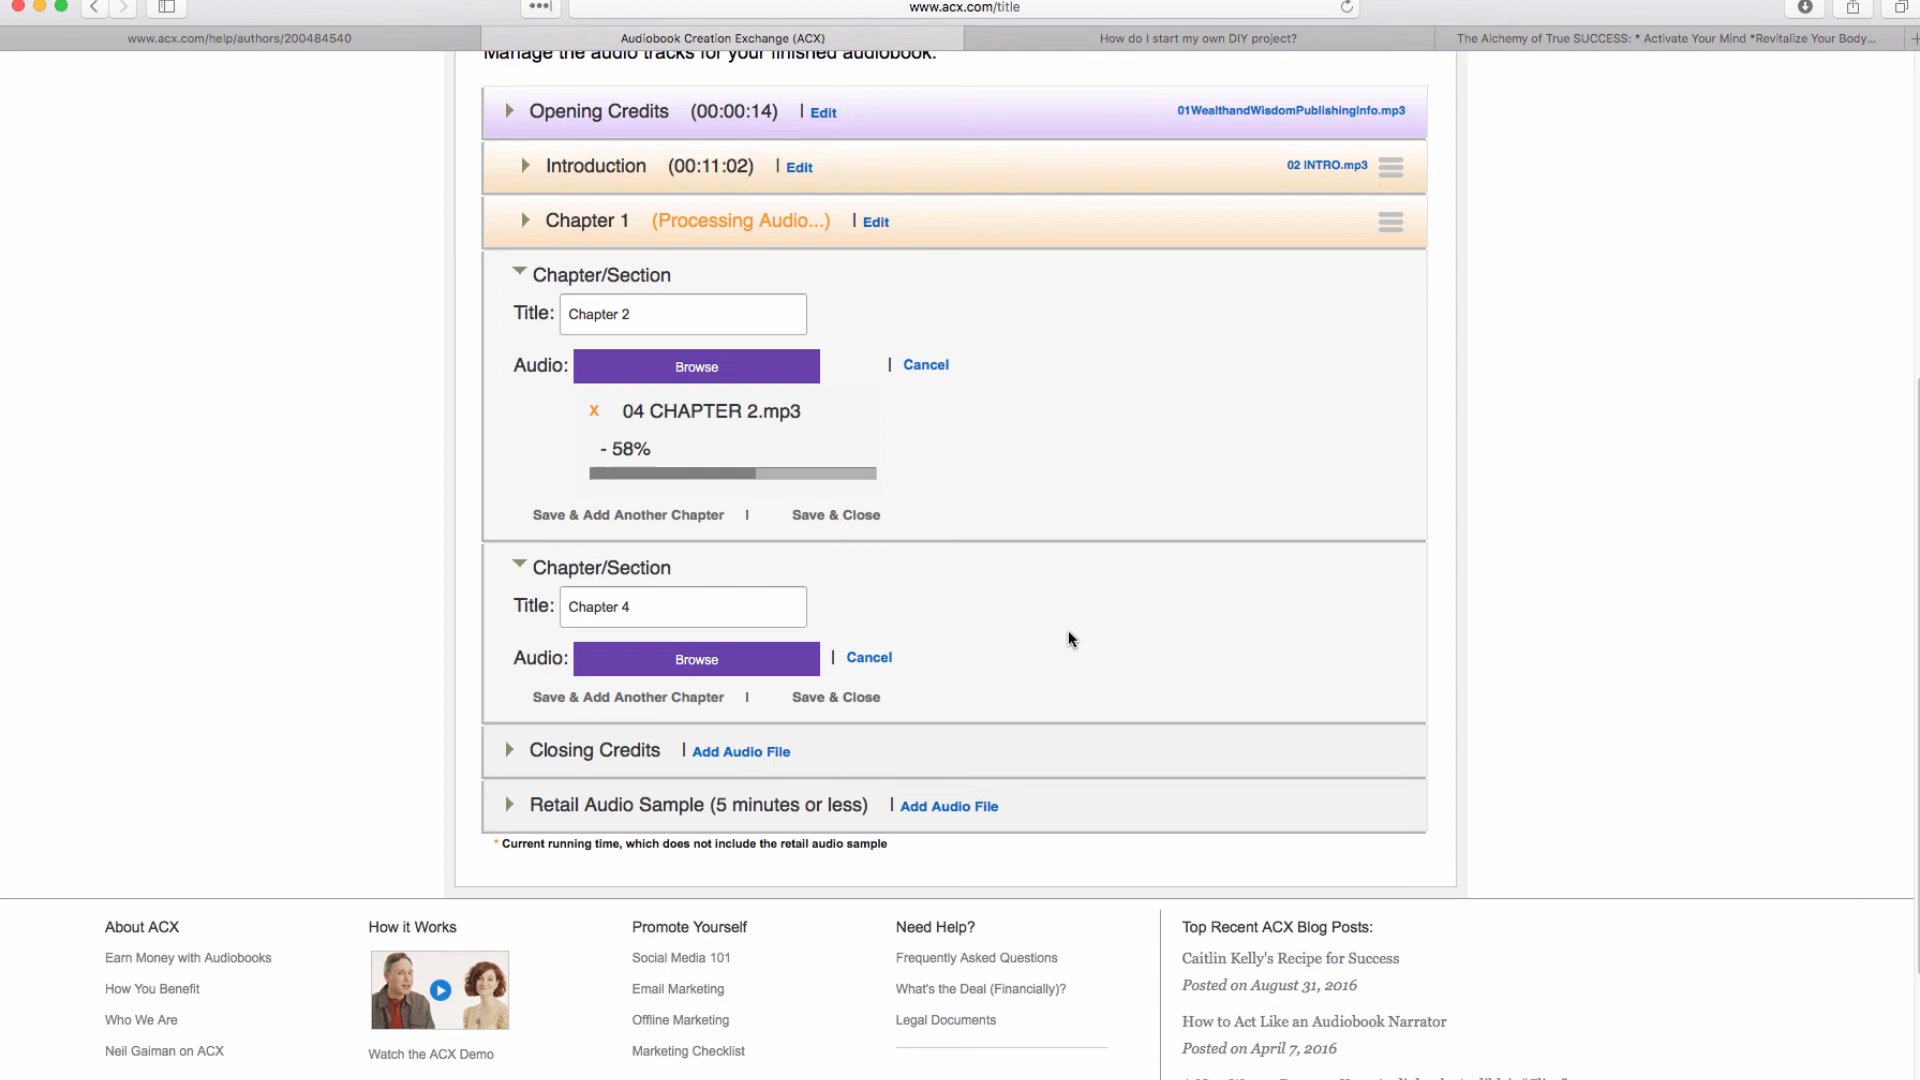 www.acx.com/title
www.acx.com/help/authors/200484540
Audiobook Creation Exchange (ACX)
How do I start my own DIY project?
The Alchemy of True SUCCESS: * Activate Your Mind *Revitalize Your Body...
Manage the audio tracks for your finished audiobook.
Opening Credits (00:00:14) | Edit
01WealthandWisdomPublishingInfo.mp3
Introduction (00:11:02) | Edit
02 INTRO.mp3
Chapter 1 (Processing Audio...) | Edit
Chapter/Section
Title: Chapter 2
Audio: Browse | Cancel
X 04 CHAPTER 2.mp3
- 58%
Save & Add Another Chapter | Save & Close
Chapter/Section
Title: Chapter 4
Audio: Browse | Cancel
Save & Add Another Chapter | Save & Close
Closing Credits | Add Audio File
Retail Audio Sample (5 minutes or less) | Add Audio File
* Current running time, which does not include the retail audio sample
About ACX
Earn Money with Audiobooks
How You Benefit
Who We Are
Neil Gaiman on ACX
How it Works
Watch the ACX Demo
Promote Yourself
Social Media 101
Email Marketing
Offline Marketing
Marketing Checklist
Need Help?
Frequently Asked Questions
What's the Deal (Financially)?
Legal Documents
Top Recent ACX Blog Posts:
Caitlin Kelly's Recipe for Success
Posted on August 31, 2016
How to Act Like an Audiobook Narrator
Posted on April 7, 2016